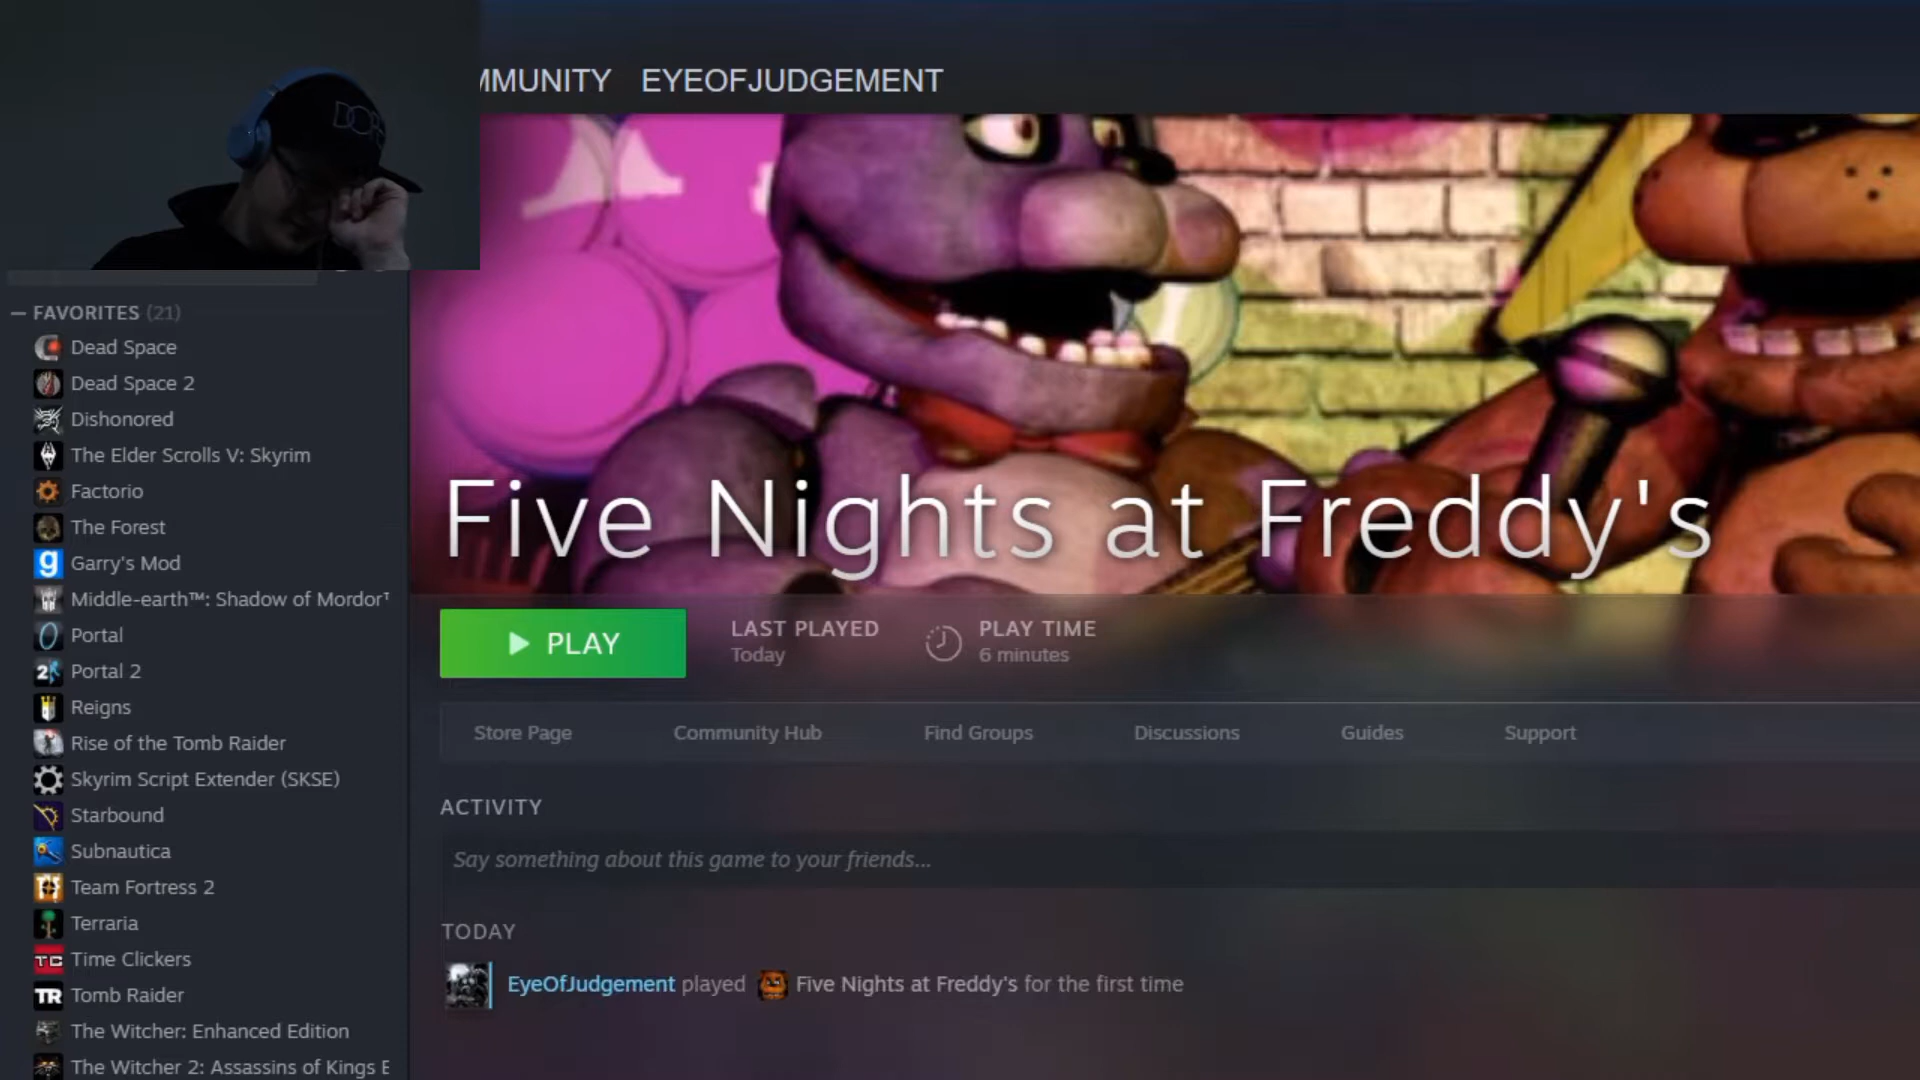 MMUNITY EYEOFJUDGEMENT
Five Nights at Freddy's
PLAY
LAST PLAYED
Today
PLAY TIME
6 minutes
Store Page Community Hub Find Groups Discussions Guides Support
ACTIVITY
Say something about this game to your friends...
TODAY
EyeOfJudgement played Five Nights at Freddy's for the first time
— FAVORITES (21)
Dead Space
Dead Space 2
Dishonored
The Elder Scrolls V: Skyrim
Factorio
The Forest
Garry's Mod
Middle-earth™: Shadow of Mordor™
Portal
Portal 2
Reigns
Rise of the Tomb Raider
Skyrim Script Extender (SKSE)
Starbound
Subnautica
Team Fortress 2
Terraria
Time Clickers
Tomb Raider
The Witcher: Enhanced Edition
The Witcher 2: Assassins of Kings E